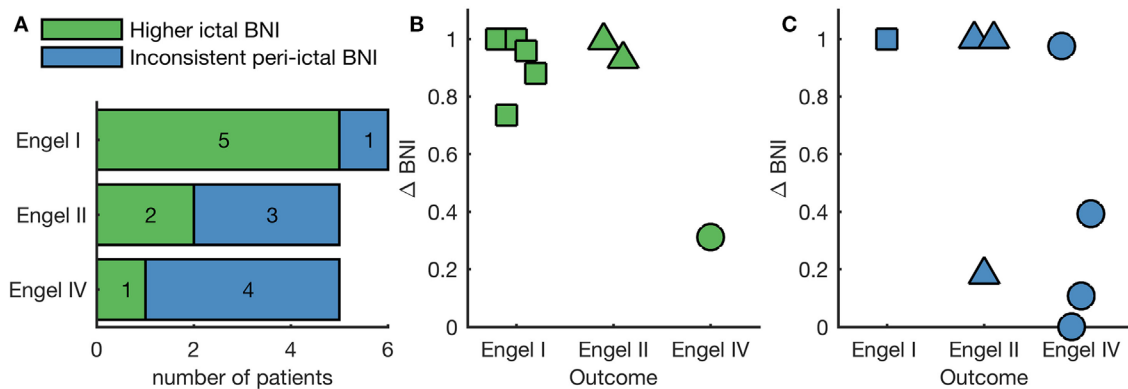 A
Higher ictal BNI
Inconsistent peri-ictal BNI
Engel I
5
1
Engel II
2
3
Engel IV
1
4
0
2
4
6
number of patients
B
1
0.8
0.6
0.4
0.2
0
△ BNI
Engel I
Engel II
Engel IV
Outcome
C
1
0.8
0.6
0.4
0.2
0
△ BNI
Engel I
Engel II
Engel IV
Outcome